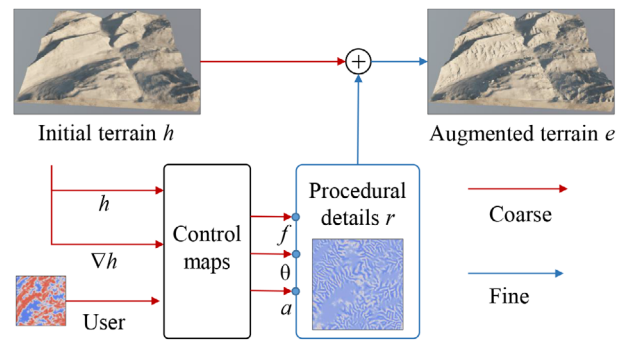 +
Initial terrain h
Augmented terrain e
h
∇h
User
Control
maps
f
θ
a
Procedural
details r
Coarse
Fine